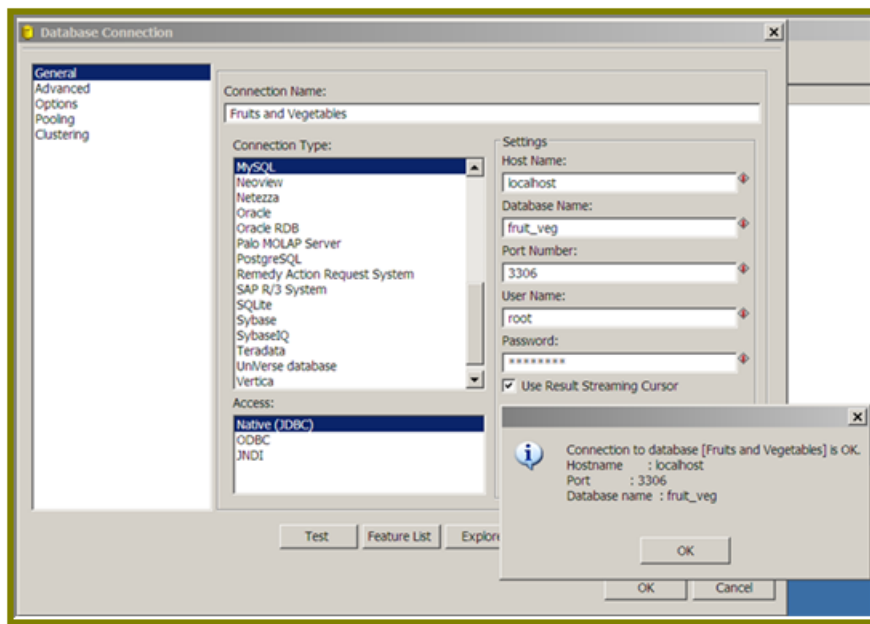 Database Connection
General
Advanced
Options
Pooling
Clustering
Connection Name:
Fruits and Vegetables
Connection Type:
MySQL
Neoview
Netezza
Oracle
Oracle RDB
Palo MOLAP Server
PostgreSQL
Remedy Action Request System
SAP R/3 System
SQLite
Sybase
SybaseIQ
Teradata
UniVerse database
Vertica
Access:
Native (JDBC)
ODBC
JNDI
Settings
Host Name:
localhost
Database Name:
fruit_veg
Port Number:
3306
User Name:
root
Password:
********
Use Result Streaming Cursor
Connection to database [Fruits and Vegetables] is OK.
Hostname : localhost
Port : 3306
Database name : fruit_veg
OK
Test Feature List Explore
OK Cancel